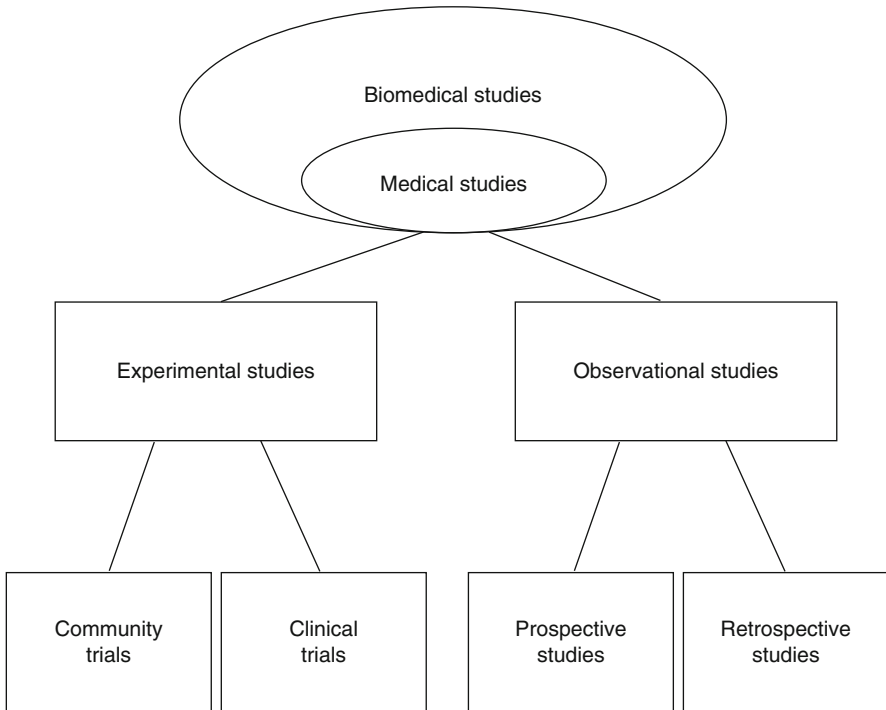 Biomedical studies
Medical studies
Experimental studies
Observational studies
Community
trials
Clinical
trials
Prospective
studies
Retrospective
studies